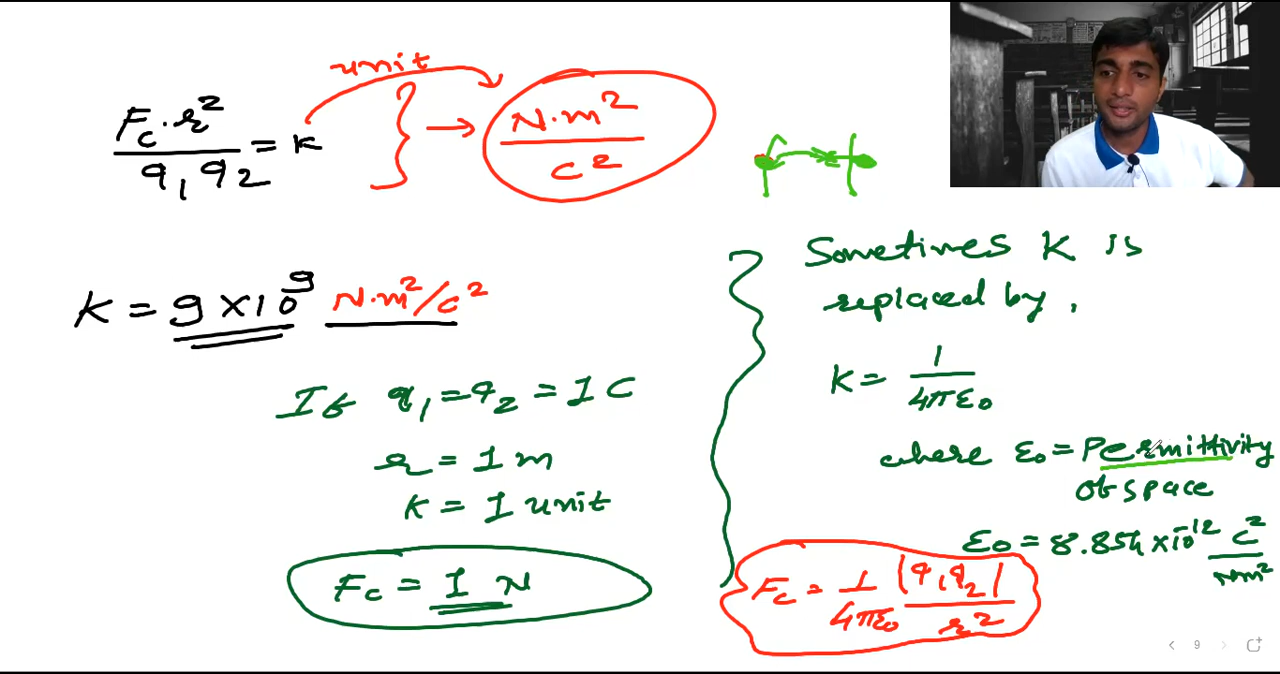 unit
Fc · r² / q₁ q₂ = K } → N·m² / C²
K = 9 × 10⁹ N·m²/C²
If q₁ = q₂ = 1 C
r = 1 m
K = 1 unit
Fc = 1 N
Sometimes K is
replaced by,
K = 1 / 4πε₀
where ε₀ = Permittivity
of space
ε₀ = 8.854 × 10⁻¹² C² / Nm²
Fc = 1 / 4πε₀ |q₁q₂| / r²
9